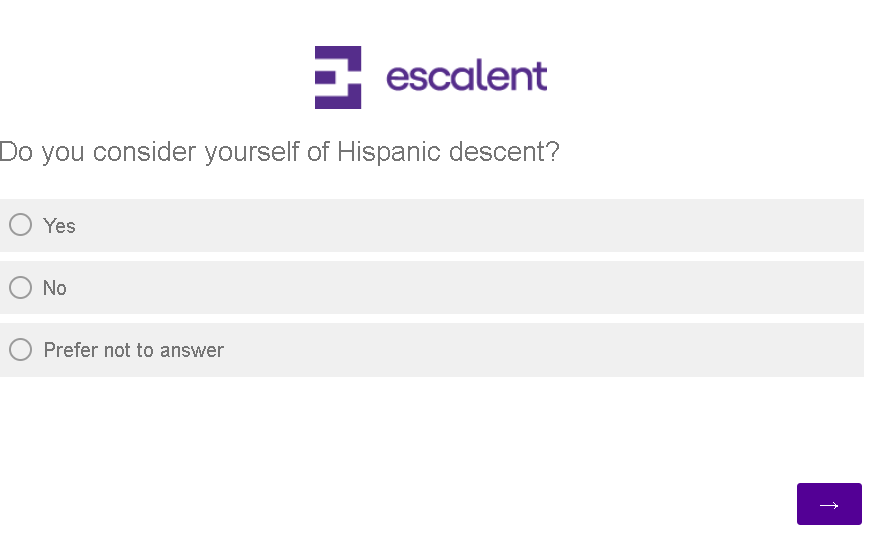 escalent
Do you consider yourself of Hispanic descent?
Yes
No
Prefer not to answer
→